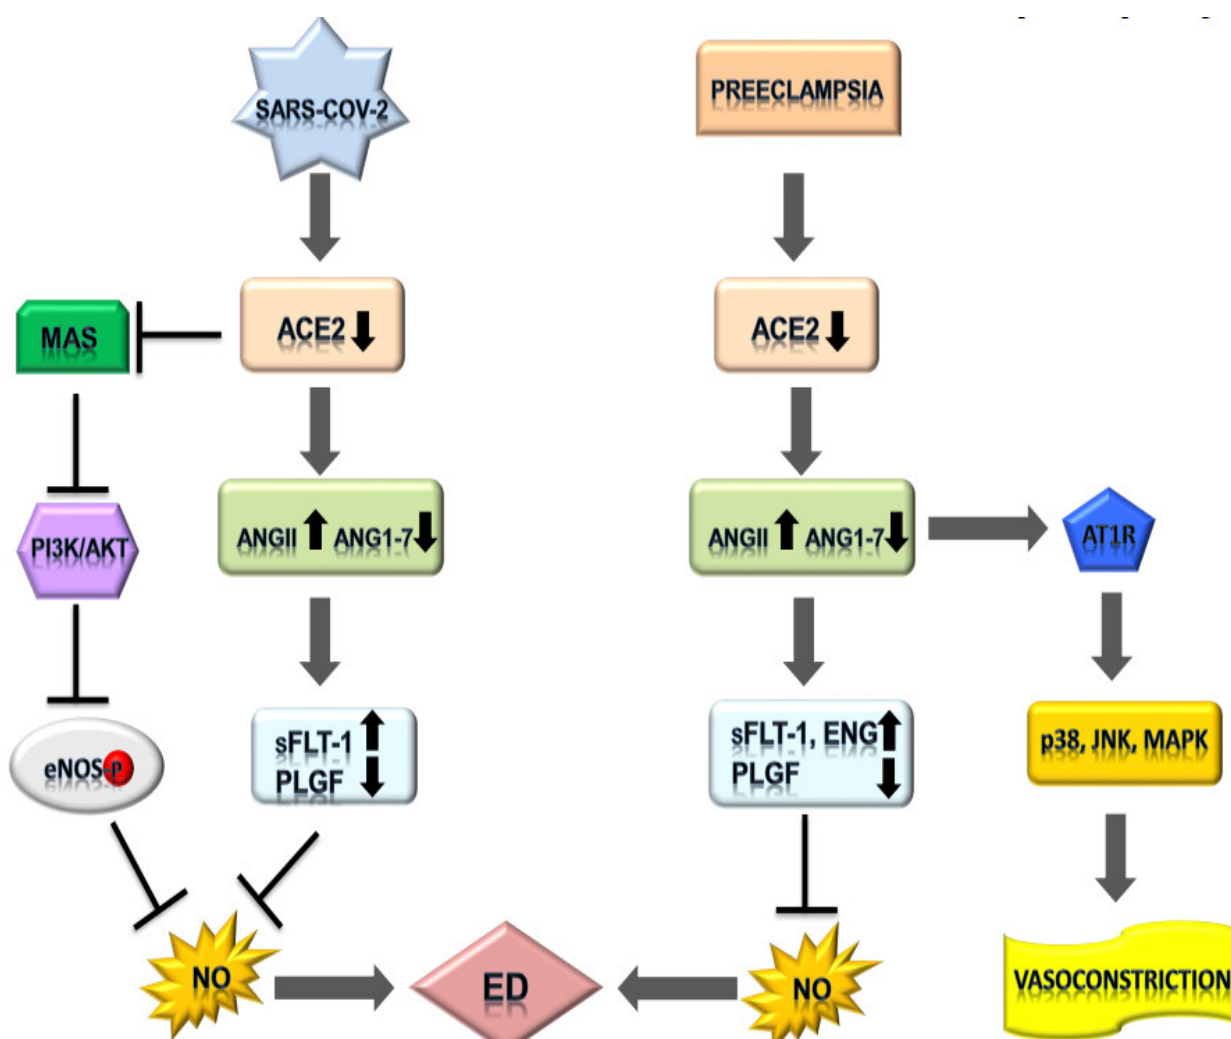 SARS-COV-2
PREECLAMPSIA
MAS
ACE2
ACE2
PI3K/AKT
ANGII ANG1-7
ANGII ANG1-7
AT1R
eNOS-p
sFLT-1
PLGF
sFLT-1, ENG
PLGF
p38, JNK, MAPK
NO
ED
NO
VASOCONSTRICTION